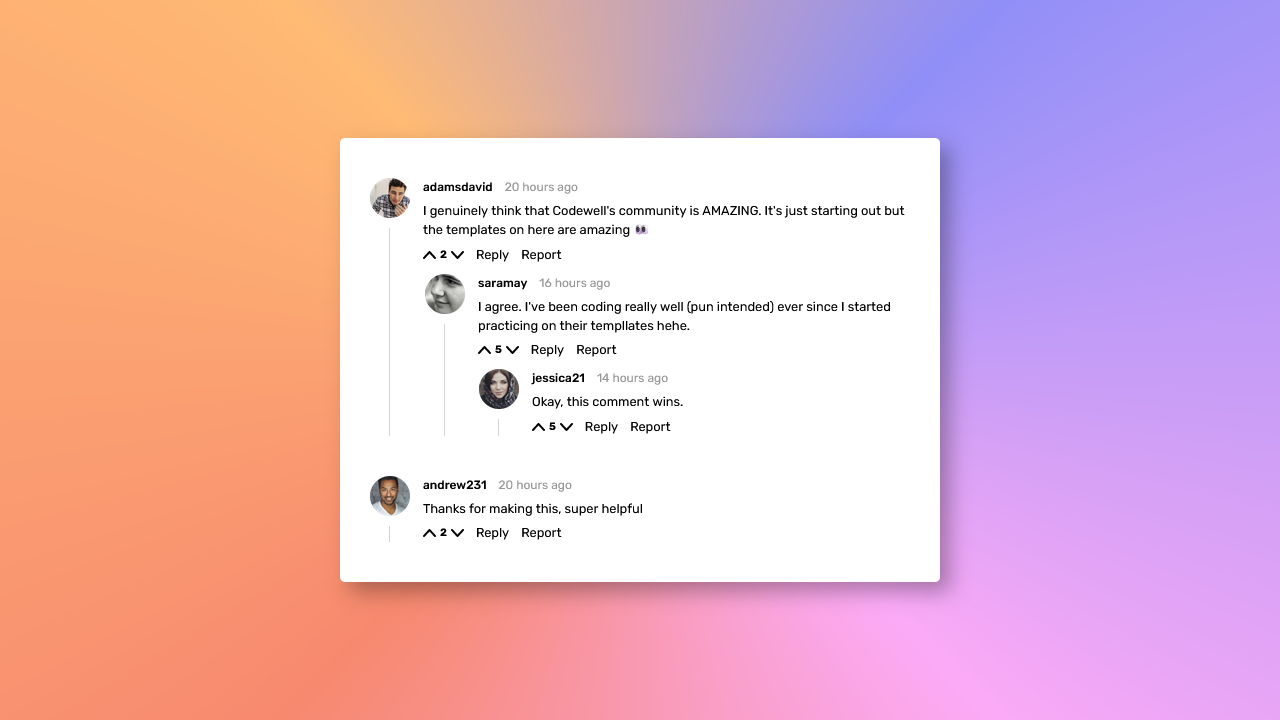 adamsdavid 20 hours ago
I genuinely think that Codewell's community is AMAZING. It's just starting out but
the templates on here are amazing 👀
2 Reply Report
saramay 16 hours ago
I agree. I've been coding really well (pun intended) ever since I started
practicing on their templlates hehe.
5 Reply Report
jessica21 14 hours ago
Okay, this comment wins.
5 Reply Report
andrew231 20 hours ago
Thanks for making this, super helpful
2 Reply Report